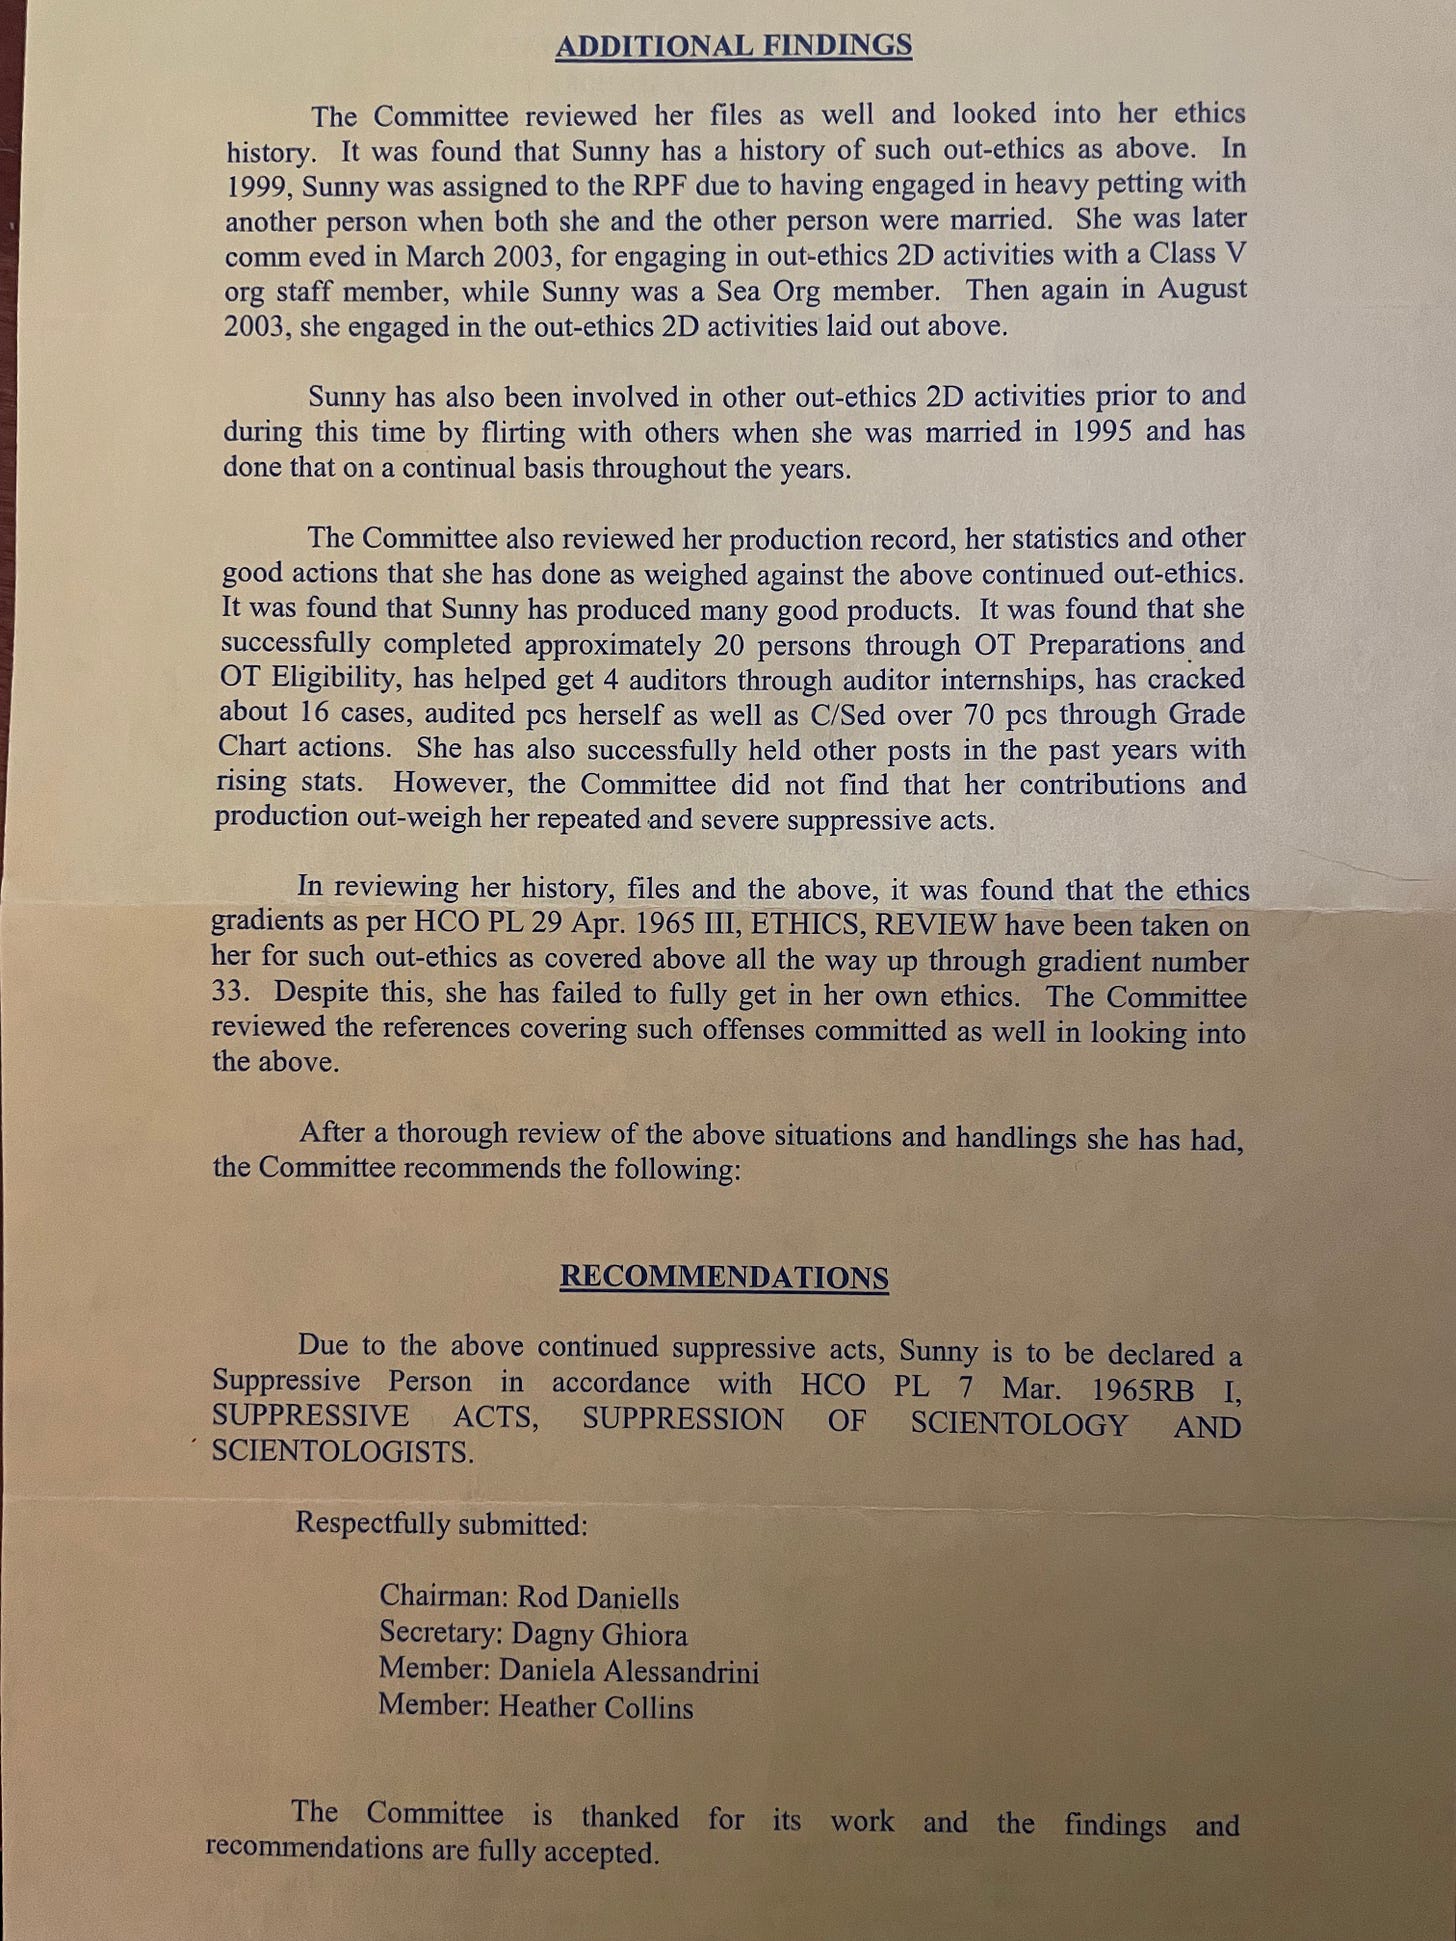 ADDITIONAL FINDINGS
The Committee reviewed her files as well and looked into her ethics
history. It was found that Sunny has a history of such out-ethics as above. In
1999, Sunny was assigned to the RPF due to having engaged in heavy petting with
another person when both she and the other person were married. She was later
comm eved in March 2003, for engaging in out-ethics 2D activities with a Class V
org staff member, while Sunny was a Sea Org member. Then again in August
2003, she engaged in the out-ethics 2D activities laid out above.
Sunny has also been involved in other out-ethics 2D activities prior to and
during this time by flirting with others when she was married in 1995 and has
done that on a continual basis throughout the years.
The Committee also reviewed her production record, her statistics and other
good actions that she has done as weighed against the above continued out-ethics.
It was found that Sunny has produced many good products. It was found that she
successfully completed approximately 20 persons through OT Preparations and
OT Eligibility, has helped get 4 auditors through auditor internships, has cracked
about 16 cases, audited pcs herself as well as C/Sed over 70 pcs through Grade
Chart actions. She has also successfully held other posts in the past years with
rising stats. However, the Committee did not find that her contributions and
production out-weigh her repeated and severe suppressive acts.
In reviewing her history, files and the above, it was found that the ethics
gradients as per HCO PL 29 Apr. 1965 III, ETHICS, REVIEW have been taken on
her for such out-ethics as covered above all the way up through gradient number
33. Despite this, she has failed to fully get in her own ethics. The Committee
reviewed the references covering such offenses committed as well in looking into
the above.
After a thorough review of the above situations and handlings she has had,
the Committee recommends the following:
RECOMMENDATIONS
Due to the above continued suppressive acts, Sunny is to be declared a
Suppressive Person in accordance with HCO PL 7 Mar. 1965RB I,
SUPPRESSIVE ACTS, SUPPRESSION OF SCIENTOLOGY AND
SCIENTOLOGISTS.
Respectfully submitted:
Chairman: Rod Daniells
Secretary: Dagny Ghiora
Member: Daniela Alessandrini
Member: Heather Collins
The Committee is thanked for its work and the findings and
recommendations are fully accepted.